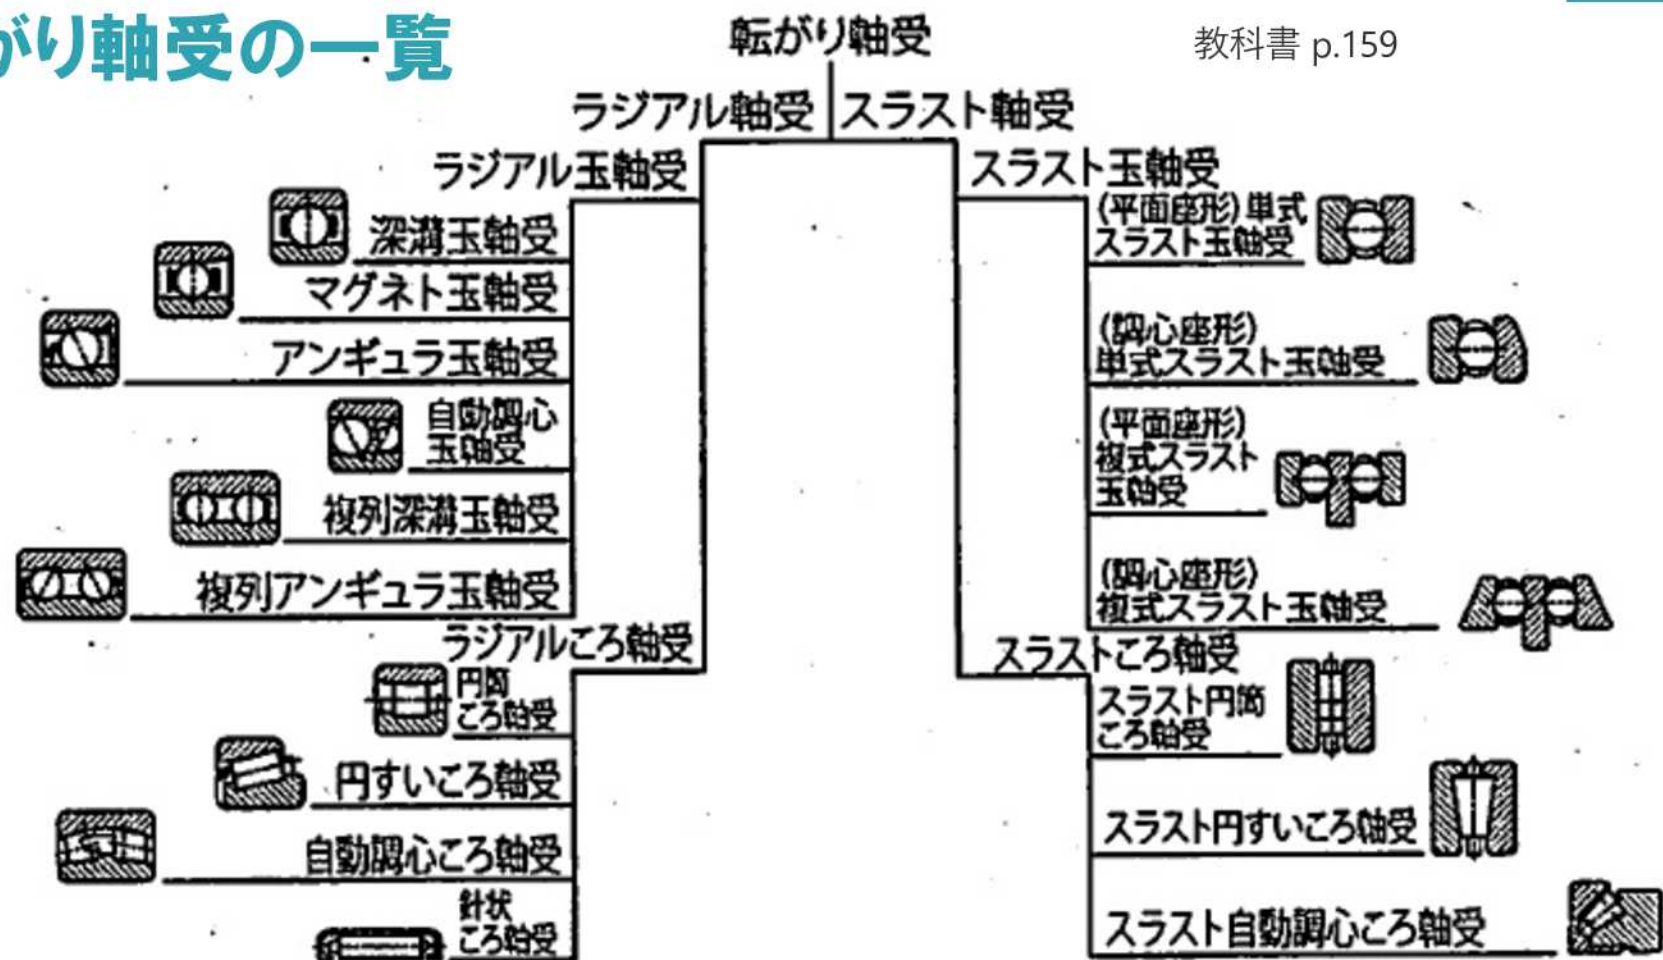 がり軸受の一覧
教科書 p.159
転がり軸受
ラジアル軸受
スラスト軸受
ラジアル玉軸受
深溝玉軸受
マグネト玉軸受
アンギュラ玉軸受
自動調心
玉軸受
複列深溝玉軸受
複列アンギュラ玉軸受
ラジアルころ軸受
円筒
ころ軸受
円すいころ軸受
自動調心ころ軸受
針状
ころ軸受
スラスト玉軸受
(平面座形)単式
スラスト玉軸受
(調心座形)
単式スラスト玉軸受
(平面座形)
複式スラスト
玉軸受
(調心座形)
複式スラスト玉軸受
スラストころ軸受
スラスト円筒
ころ軸受
スラスト円すいころ軸受
スラスト自動調心ころ軸受